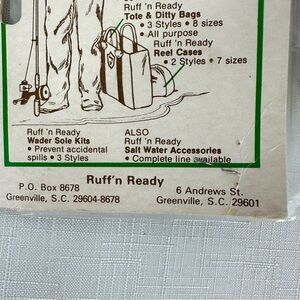 Ruff 'n Ready
Tote & Ditty Bags
• 3 Styles • 8 sizes
• All purpose
Ruff 'n Ready
Reel Cases
• 2 Styles • 7 sizes
Ruff 'n Ready
Wader Sole Kits
• Prevent accidental
spills • 3 Styles
ALSO
Ruff 'n Ready
Salt Water Accessories
• Complete line available
Ruff'n Ready
P.O. Box 8678
Greenville, S.C. 29604-8678
6 Andrews St.
Greenville, S.C. 29601